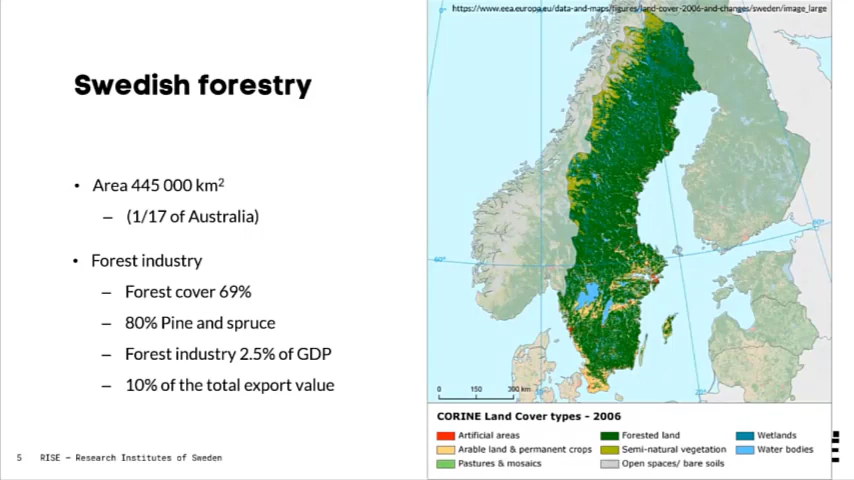 https://www.eea.europa.eu/data-and-maps/figures/land-cover-2006-and-changes/sweden/image_large
Swedish forestry
• Area 445 000 km²
– (1/17 of Australia)
• Forest industry
– Forest cover 69%
– 80% Pine and spruce
– Forest industry 2.5% of GDP
– 10% of the total export value
0°
60°
60°
20°
0 150 300 km
CORINE Land Cover types - 2006
Artificial areas
Arable land & permanent crops
Pastures & mosaics
Forested land
Semi-natural vegetation
Open spaces/ bare soils
Wetlands
Water bodies
5 RISE — Research Institutes of Sweden